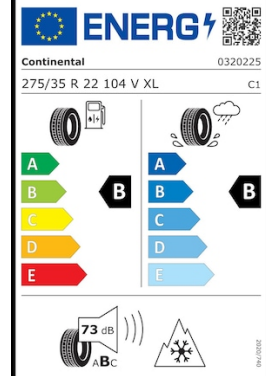 ENERG
Continental 0320225
275/35 R 22 104 V XL C1
A A
B B B B
C C
D D
E E
73 dB
ABC
2020/740